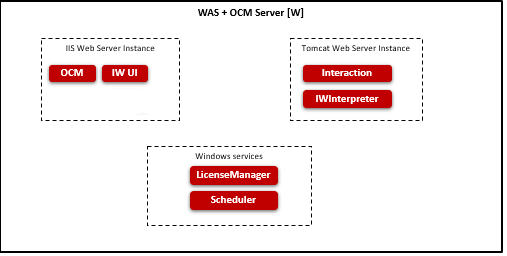 WAS + OCM Server [W]
IIS Web Server Instance
OCM
IW UI
Tomcat Web Server Instance
Interaction
IWInterpreter
Windows services
LicenseManager
Scheduler